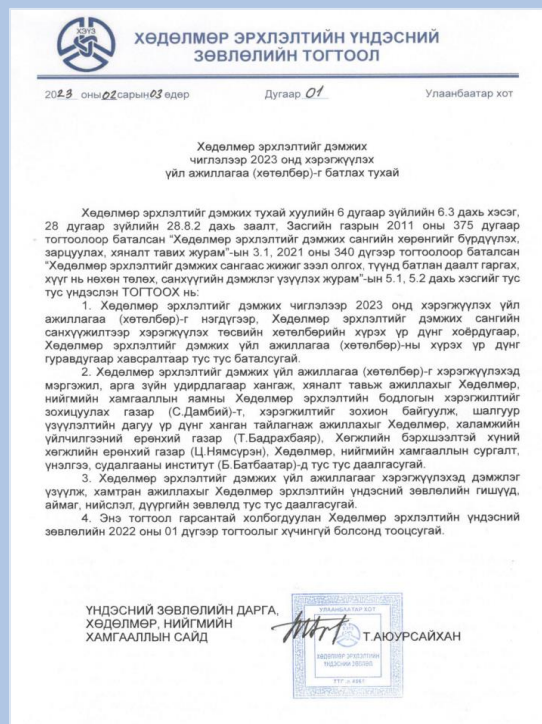 ХЭҮЗ
ХӨДӨЛМӨР ЭРХЛЭЛТИЙН ҮНДЭСНИЙ
ЗӨВЛӨЛИЙН ТОГТООЛ
2023 оны 02 сарын 03 өдөр Дугаар 01 Улаанбаатар хот
Хөдөлмөр эрхлэлтийг дэмжих
чиглэлээр 2023 онд хэрэгжүүлэх
үйл ажиллагаа (хөтөлбөр)-г батлах тухай
Хөдөлмөр эрхлэлтийг дэмжих тухай хуулийн 6 дугаар зүйлийн 6.3 дахь хэсэг,
28 дугаар зүйлийн 28.8.2 дахь заалт, Засгийн газрын 2011 оны 375 дугаар
тогтоолоор баталсан “Хөдөлмөр эрхлэлтийг дэмжих сангийн хөрөнгийг бүрдүүлэх,
зарцуулах, хяналт тавих журам”-ын 3.1, 2021 оны 340 дүгээр тогтоолоор баталсан
“Хөдөлмөр эрхлэлтийг дэмжих сангаас жижиг зээл олгох, түүнд батлан даалт гаргах,
хүүг нь нөхөн төлөх, санхүүгийн дэмжлэг үзүүлэх журам”-ын 5.1, 5.2 дахь хэсгийг тус
тус үндэслэн ТОГТООХ нь:
1. Хөдөлмөр эрхлэлтийг дэмжих чиглэлээр 2023 онд хэрэгжүүлэх үйл
ажиллагаа (хөтөлбөр)-г нэгдүгээр, Хөдөлмөр эрхлэлтийг дэмжих сангийн
санхүүжилтээр хэрэгжүүлэх төсвийн хөтөлбөрийн хүрэх үр дүнг хоёрдугаар,
Хөдөлмөр эрхлэлтийг дэмжих үйл ажиллагаа (хөтөлбөр)-ны хүрэх үр дүнг
гуравдугаар хавсралтаар тус тус баталсугай.
2. Хөдөлмөр эрхлэлтийг дэмжих үйл ажиллагаа (хөтөлбөр)-г хэрэгжүүлэхэд
мэргэжил, арга зүйн удирдлагаар хангаж, хяналт тавьж ажиллахыг Хөдөлмөр,
нийгмийн хамгааллын яамны Хөдөлмөр эрхлэлтийн бодлогын хэрэгжилтийг
зохицуулах газар (С.Дамбий)-т, хэрэгжилтийг зохион байгуулж, шалгуур
үзүүлэлтийн дагуу үр дүнг ханган тайлагнаж ажиллахыг Хөдөлмөр, халамжийн
үйлчилгээний ерөнхий газар (Т.Бадрахбаяр), Хөгжлийн бэрхшээлтэй хүний
хөгжлийн ерөнхий газар (Ц.Нямсүрэн), Хөдөлмөр, нийгмийн хамгааллын сургалт,
үнэлгээ, судалгааны институт (Б.Батбаатар)-д тус тус даалгасугай.
3. Хөдөлмөр эрхлэлтийг дэмжих үйл ажиллагааг хэрэгжүүлэхэд дэмжлэг
үзүүлж, хамтран ажиллахыг Хөдөлмөр эрхлэлтийн үндэсний зөвлөлийн гишүүд,
аймаг, нийслэл, дүүргийн зөвлөлд тус тус даалгасугай.
4. Энэ тогтоол гарсантай холбогдуулан Хөдөлмөр эрхлэлтийн үндэсний
зөвлөлийн 2022 оны 01 дүгээр тогтоолыг хүчингүй болсонд тооцсугай.
ҮНДЭСНИЙ ЗӨВЛӨЛИЙН ДАРГА,
ХӨДӨЛМӨР, НИЙГМИЙН
ХАМГААЛЛЫН САЙД Т.АЮУРСАЙХАН
УЛААНБААТАР ХОТ
ХӨДӨЛМӨР ЭРХЛЭЛТИЙН
ҮНДЭСНИЙ ЗӨВЛӨЛ